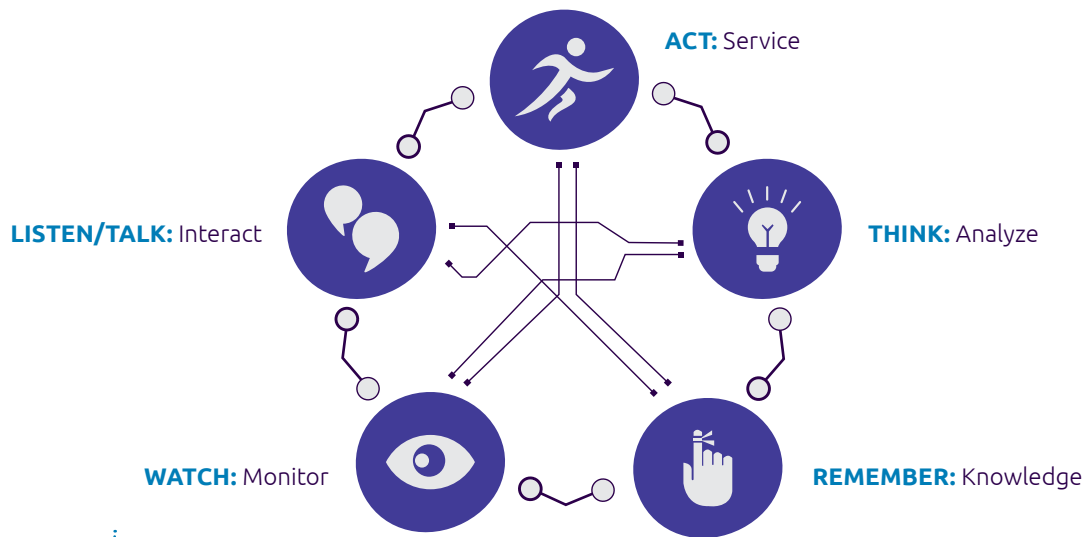 ACT: Service
LISTEN/TALK: Interact
THINK: Analyze
WATCH: Monitor
REMEMBER: Knowledge